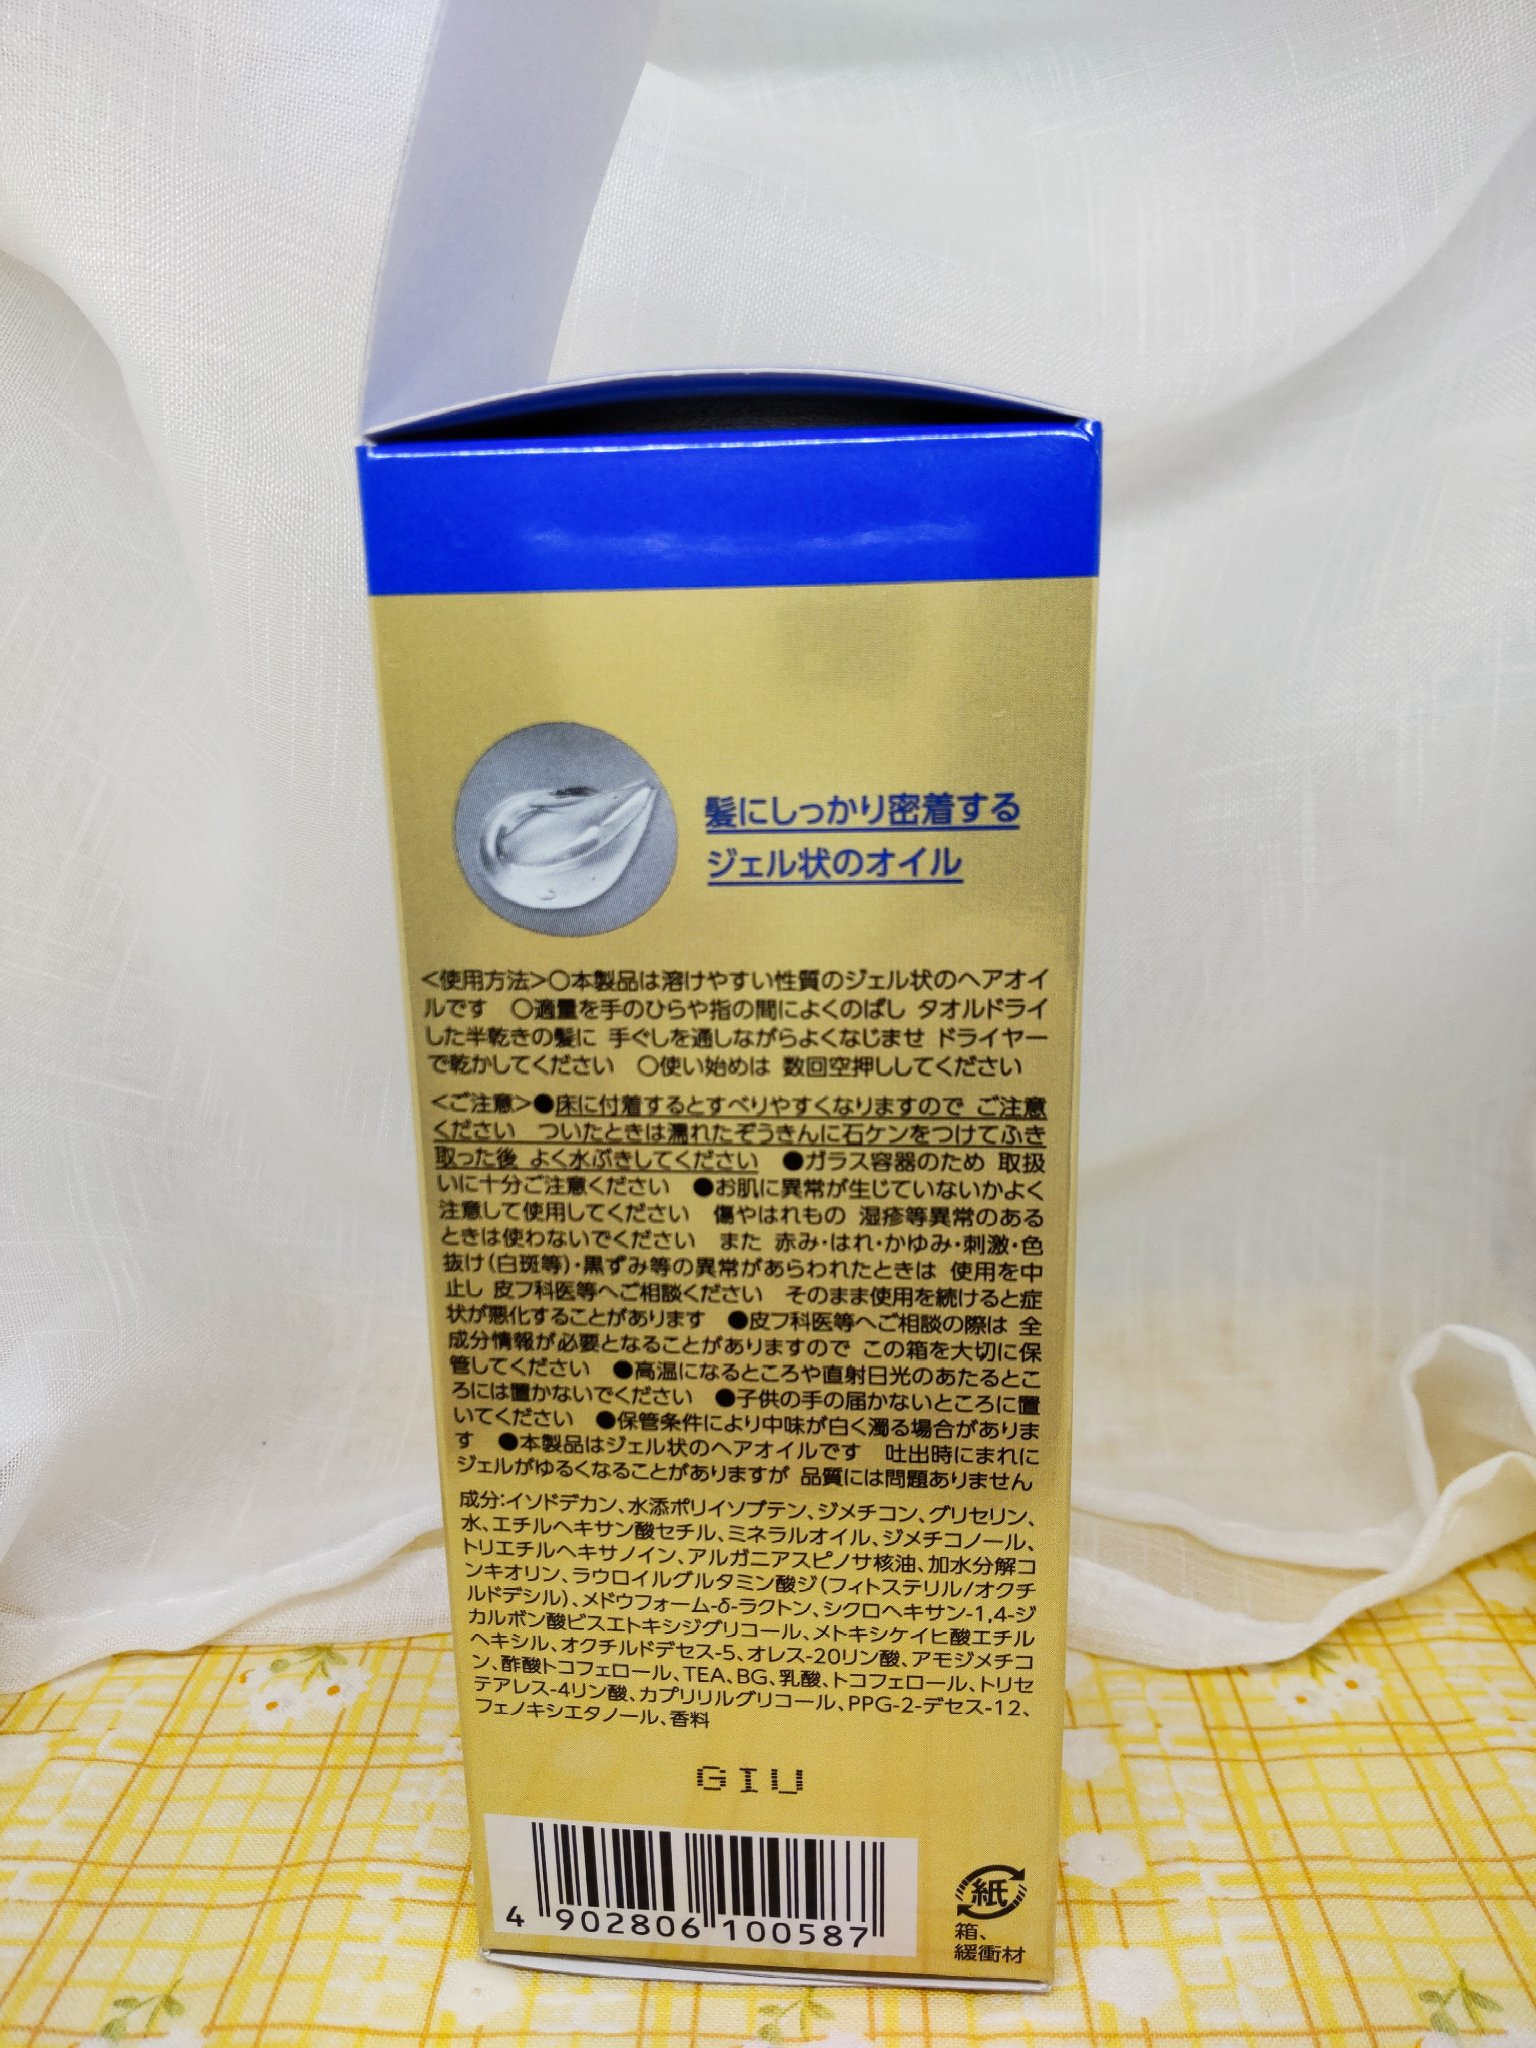 髪にしっかり密着する
ジェル状のオイル
<使用方法>○本製品は溶けやすい性質のジェル状のヘアオイ
ルです ○適量を手のひらや指の間によくのばし タオルドライ
した半乾きの髪に 手ぐしを通しながらよくなじませ ドライヤー
で乾かしてください ○使い始めは 数回空押ししてください
<ご注意>●床に付着するとすべりやすくなりますので ご注意
ください ついたときは濡れたぞうきんに石ケンをつけてふき
取った後 よく水ぶきしてください ●ガラス容器のため 取扱
いに十分ご注意ください ●お肌に異常が生じていないかよく
注意して使用してください 傷やはれもの 湿疹等異常のある
ときは使わないでください また 赤み・はれ・かゆみ・刺激・色
抜け(白斑等)・黒ずみ等の異常があらわれたときは 使用を中
止し 皮フ科医等へご相談ください そのまま使用を続けると症
状が悪化することがあります ●皮フ科医等へご相談の際は 全
成分情報が必要となることがありますので この箱を大切に保
管してください ●高温になるところや直射日光のあたるとこ
ろには置かないでください ●子供の手の届かないところに置
いてください ●保管条件により中味が白く濁る場合がありま
す ●本製品はジェル状のヘアオイルです 吐出時にまれに
ジェルがゆるくなることがありますが 品質には問題ありません
成分:イソドデカン、水添ポリイソブテン、ジメチコン、グリセリン、
水、エチルヘキサン酸セチル、ミネラルオイル、ジメチコノール、
トリエチルヘキサノイン、アルガニアスピノサ核油、加水分解コ
ンキオリン、ラウロイルグルタミン酸ジ(フィトステリル/オクチ
ルドデシル)、メドウフォーム-δ-ラクトン、シクロヘキサン-1,4-ジ
カルボン酸ビスエトキシジグリコール、メトキシケイヒ酸エチル
ヘキシル、オクチルドデセス-5、オレス-20リン酸、アモジメチコ
ン、酢酸トコフェロール、TEA、BG、乳酸、トコフェロール、トリセ
テアレス-4リン酸、カプリリルグリコール、PPG-2-デセス-12、
フェノキシエタノール、香料
GIU
4 902806 100587
紙
箱、
緩衝材